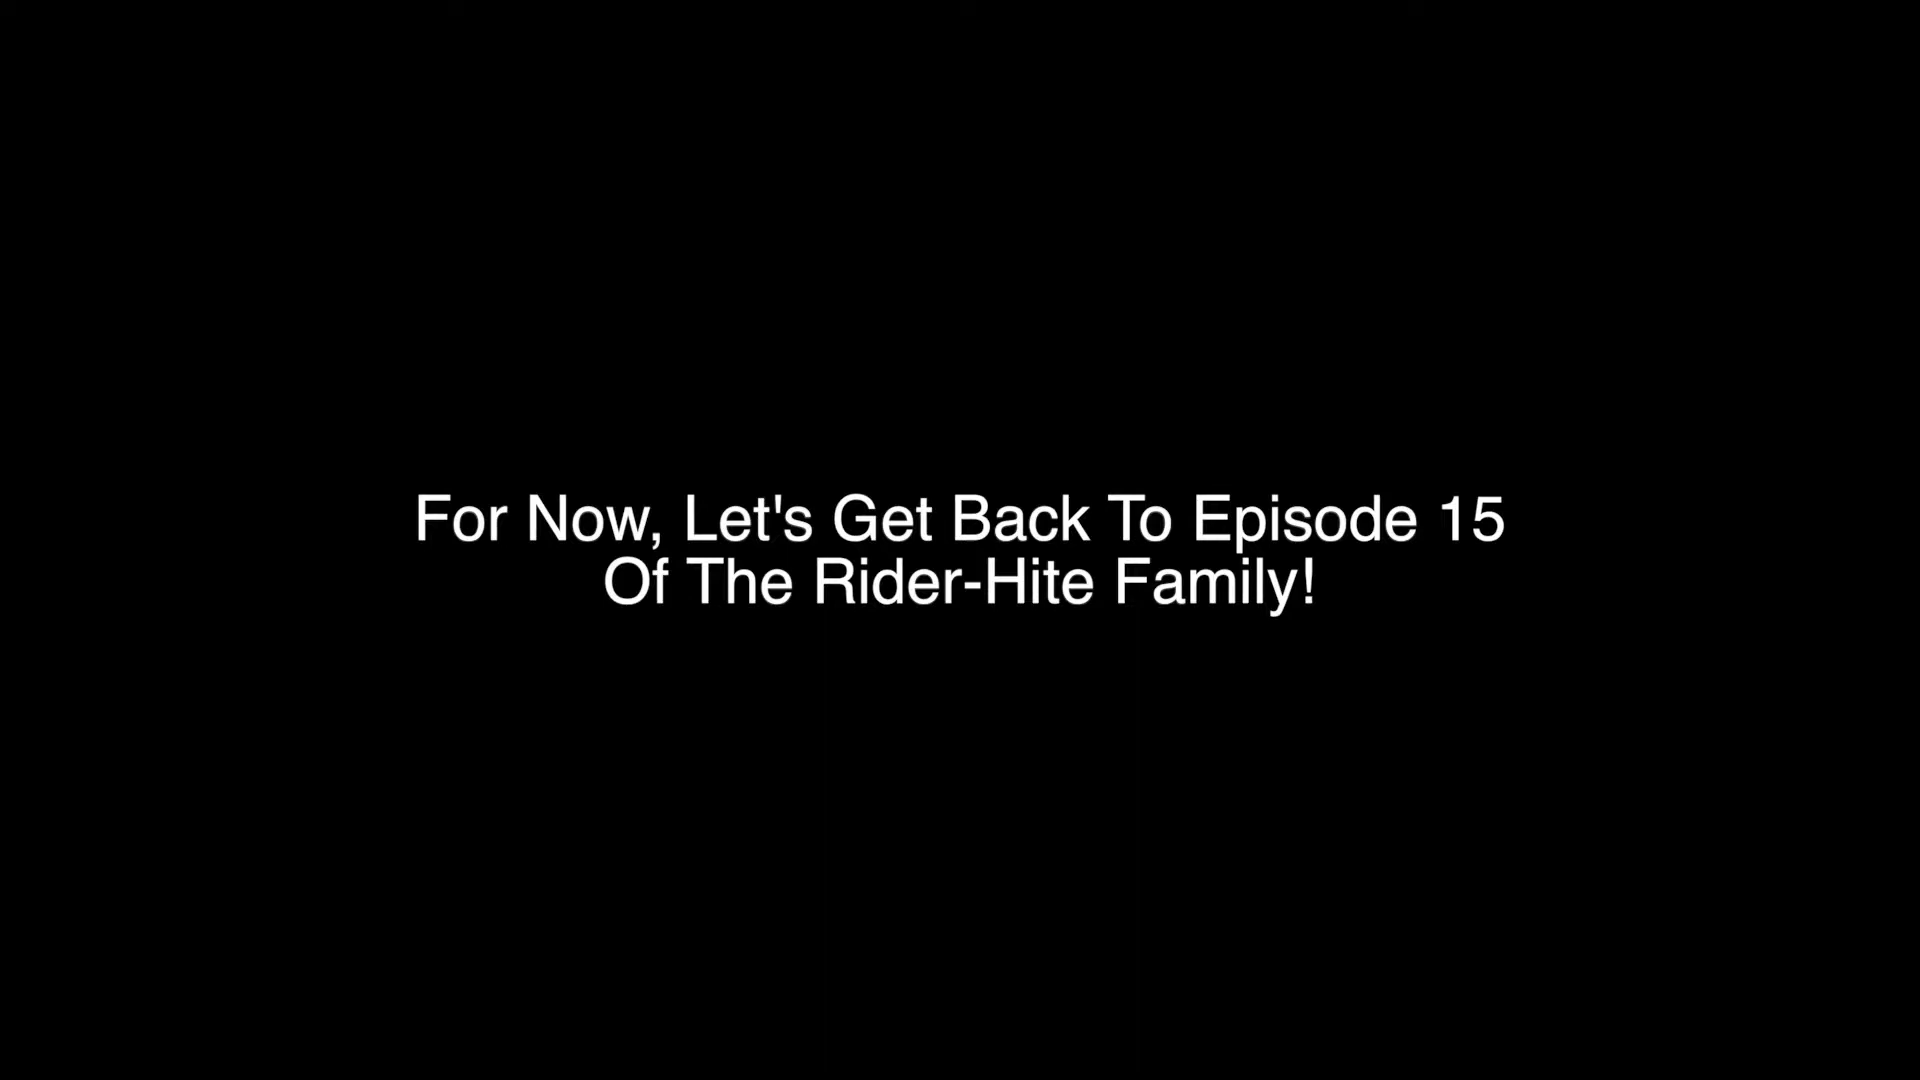 For Now, Let's Get Back To Episode 15
Of The Rider-Hite Family!